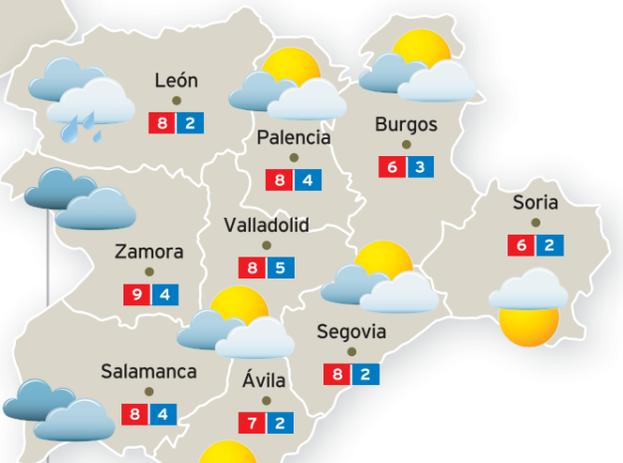 León
8 2
Palencia
8 4
Burgos
6 3
Soria
6 2
Zamora
9 4
Valladolid
8 5
Segovia
8 2
Salamanca
8 4
Ávila
7 2